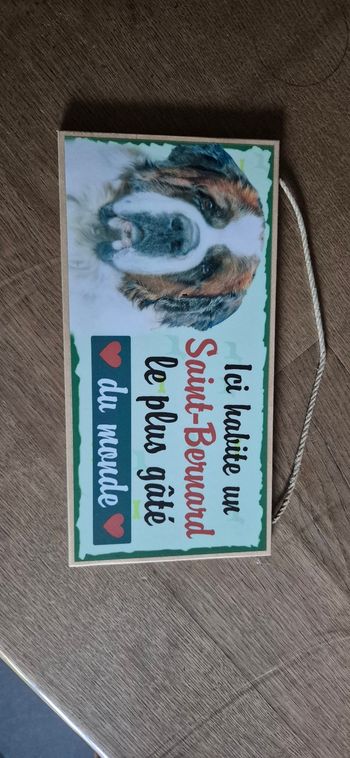 Ici habite un
Saint-Bernard
le plus gâté
du monde